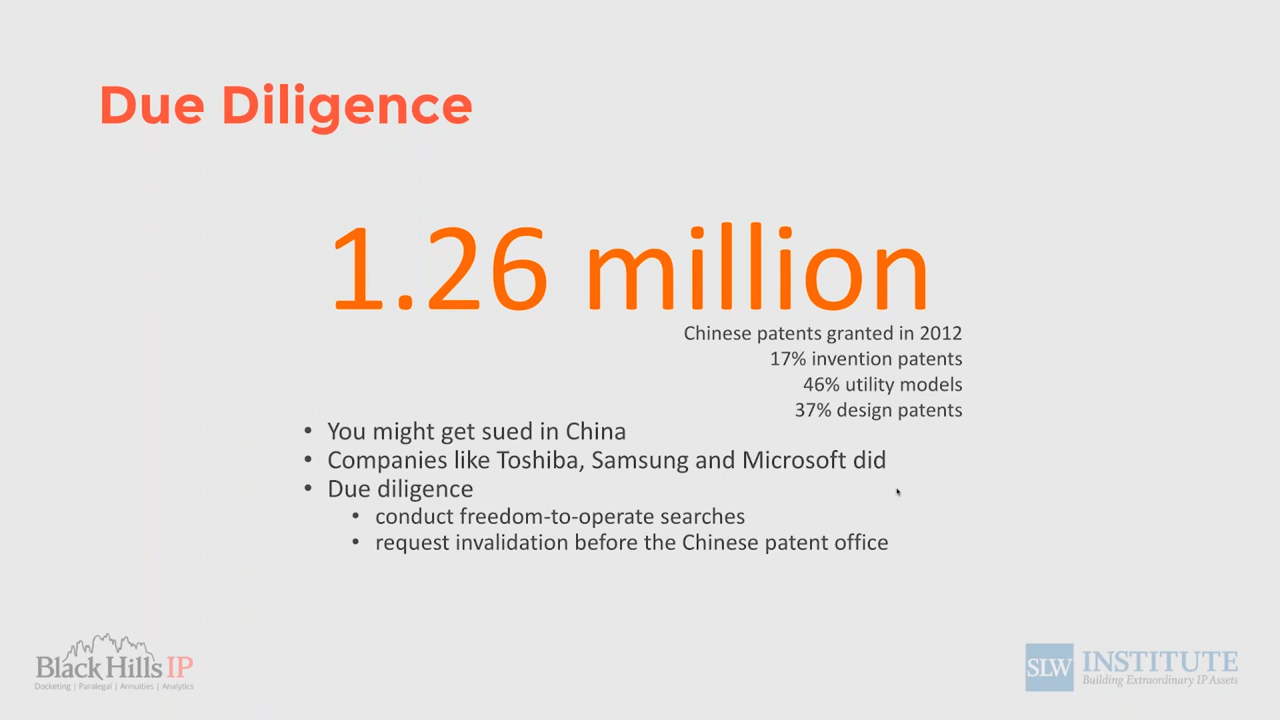 Due Diligence
1.26 million
Chinese patents granted in 2012
17% invention patents
46% utility models
37% design patents
• You might get sued in China
• Companies like Toshiba, Samsung and Microsoft did
• Due diligence
• conduct freedom-to-operate searches
• request invalidation before the Chinese patent office
Black Hills IP
Docketing | Paralegal | Annuities | Analytics
SLW INSTITUTE
Building Extraordinary IP Assets